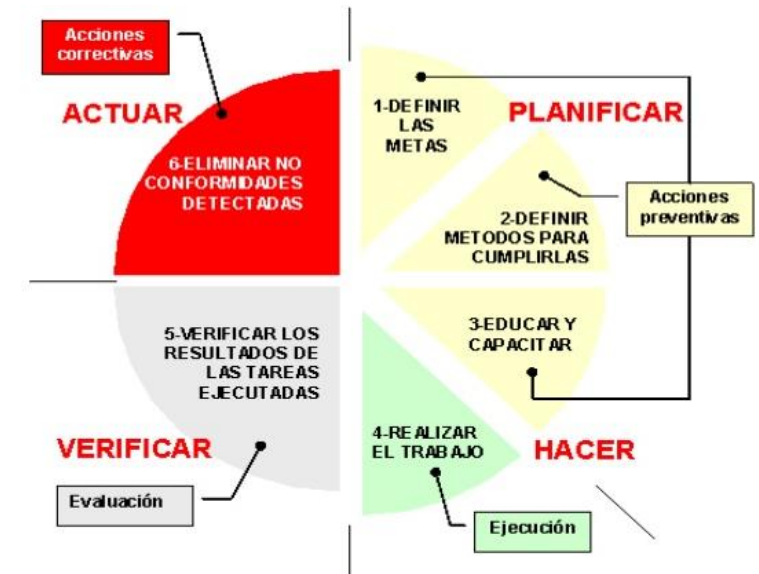 Acciones
correctivas
ACTUAR
6-ELIMINAR NO
CONFORMIDADES
DETECTADAS
1-DEFINIR
LAS
METAS
PLANIFICAR
2-DEFINIR
METODOS PARA
CUMPLIRLAS
Acciones
preventivas
3-EDUCAR Y
CAPACITAR
4-REALIZAR
EL TRABAJO
HACER
Ejecución
5-VERIFICAR LOS
RESULTADOS DE
LAS TAREAS
EJECUTADAS
VERIFICAR
Evaluación